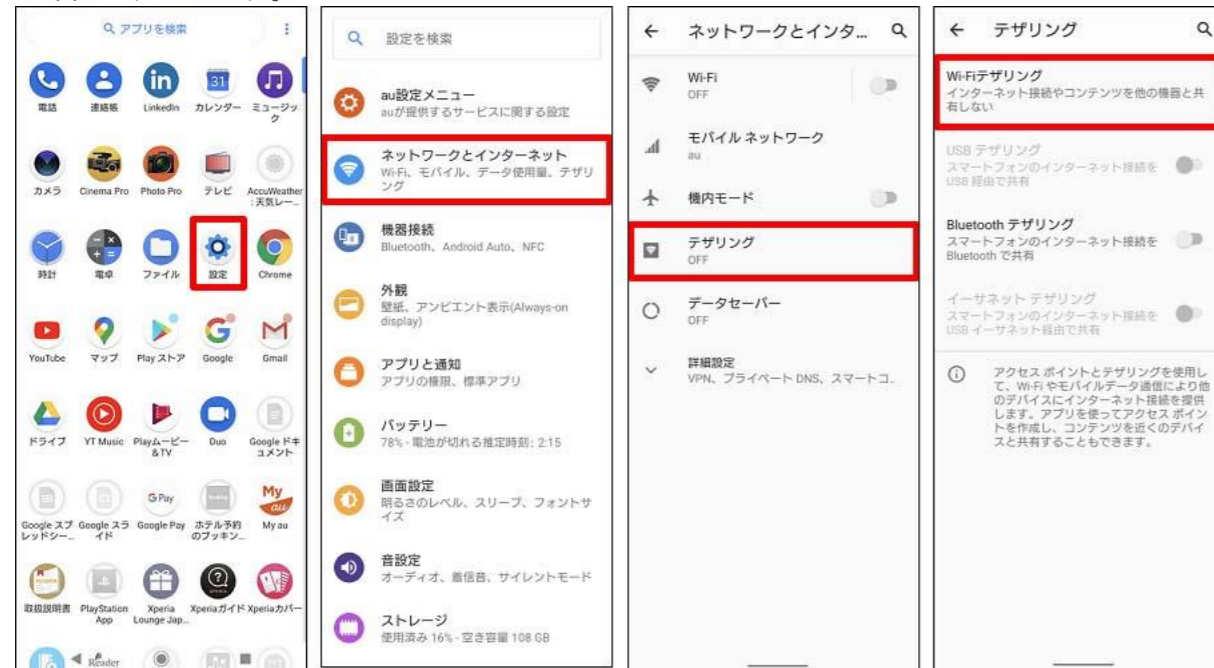 アプリを検索
電話
連絡帳
LinkedIn
カレンダー
ミュージッ
ク
31
カメラ
Cinema Pro
Photo Pro
テレビ
AccuWeather
: 天気レー...
時計
電卓
ファイル
設定
Chrome
YouTube
マップ
Play ストア
Google
Gmail
ドライブ
YT Music
Playムービー
&TV
Duo
Google ドキ
ュメント
G Pay
My
au
Google スプ
レッドシー...
Google スラ
イド
Google Pay
ホテル予約
のブッキン...
My au
取扱説明書
PlayStation
App
Xperia
Lounge Jap...
Xperiaガイド
Xperiaカバー
Reader
設定を検索
au設定メニュー
auが提供するサービスに関する設定
ネットワークとインターネット
Wi-Fi、モバイル、データ使用量、テザリ
ング
機器接続
Bluetooth、Android Auto、NFC
外観
壁紙、アンビエント表示(Always-on
display)
アプリと通知
アプリの権限、標準アプリ
バッテリー
78% - 電池が切れる推定時刻: 2:15
画面設定
明るさのレベル、スリープ、フォントサ
イズ
音設定
オーディオ、着信音、サイレントモード
ストレージ
使用済み 16% - 空き容量 108 GB
ネットワークとインタ...
Wi-Fi
OFF
モバイル ネットワーク
au
機内モード
テザリング
OFF
データセーバー
OFF
詳細設定
VPN、プライベート DNS、スマートコ..
テザリング
Wi-Fiテザリング
インターネット接続やコンテンツを他の機器と共
有しない
USB テザリング
スマートフォンのインターネット接続を
USB 経由で共有
Bluetooth テザリング
スマートフォンのインターネット接続を
Bluetooth で共有
イーサネット テザリング
スマートフォンのインターネット接続を
USB イーサネット経由で共有
アクセス ポイントとテザリングを使用し
て、Wi-Fi やモバイルデータ通信により他
のデバイスにインターネット接続を提供
します。アプリを使ってアクセス ポイン
トを作成し、コンテンツを近くのデバイ
スと共有することもできます。